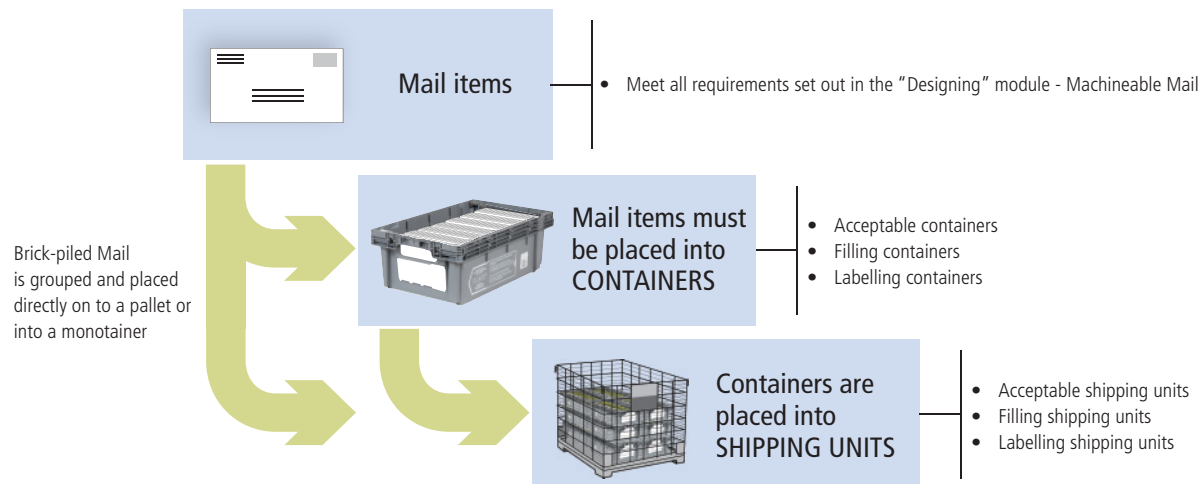 Mail items
• Meet all requirements set out in the “Designing” module - Machineable Mail
Brick-piled Mail
is grouped and placed
directly on to a pallet or
into a monotainer
Mail items must
be placed into
CONTAINERS
• Acceptable containers
• Filling containers
• Labelling containers
Containers are
placed into
SHIPPING UNITS
• Acceptable shipping units
• Filling shipping units
• Labelling shipping units